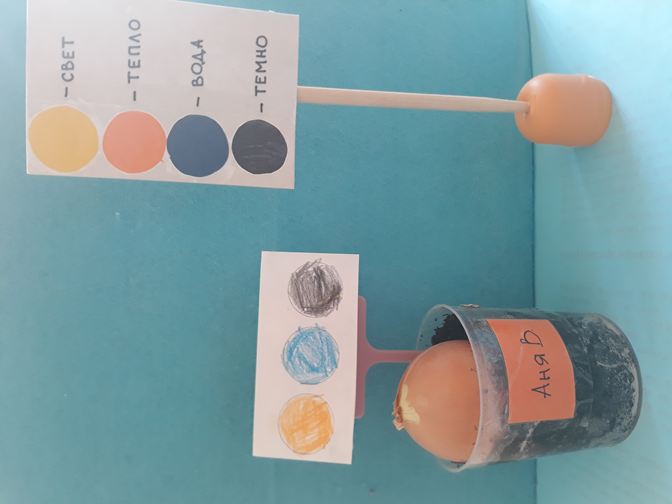 - СВЕТ
- ТЕПЛО
- ВОДА
- ТЕМНО
Аня В